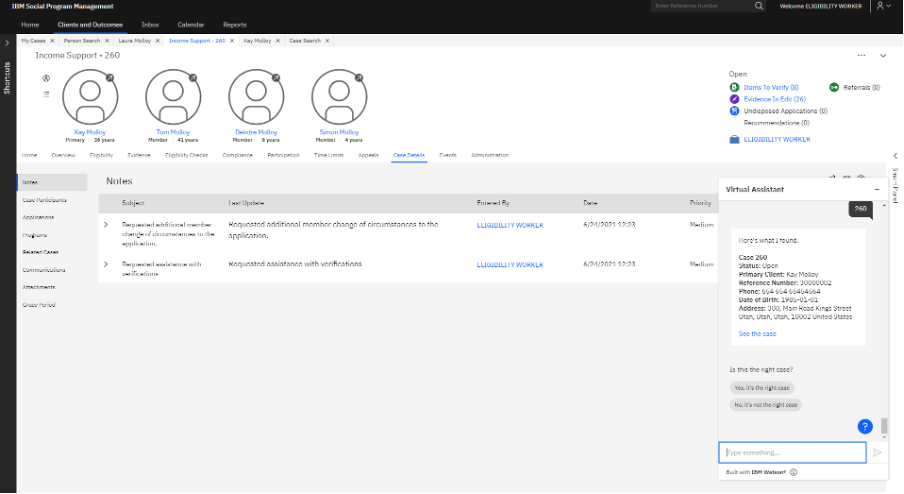 IBM Social Program Management
Enter Reference Number
Welcome ELIGIBILITY WORKER
Home Clients and Outcomes Inbox Calendar Reports
My Cases × Person Search × Laura Molloy × Income Support - 260 × Kay Molloy × Case Search ×
Shortcuts
Income Support • 260
Kay Molloy
Primary 36 years
Tom Molloy
Member 41 years
Deirdre Molloy
Member 6 years
Simon Molloy
Member 4 years
Open
Items To Verify (0) Referrals (0)
Evidence In Edit (26)
Undisposed Applications (0)
Recommendations (0)
ELIGIBILITY WORKER
Home Overview Eligibility Evidence Eligibility Checks Compliance Participation Time Limits Appeals Case Details Events Administration
Smart Panel
Notes
Case Participants
Applications
Programs
Related Cases
Communications
Attachments
Grace Period
Notes
Subject Last Update Entered By Date Priority
Requested additional member
change of circumstances to the
application.
Requested additional member change of circumstances to the
application.
ELIGIBILITY WORKER 6/24/2021 12:23 Medium
Requested assistance with
verifications
Requested assistance with verifications
ELIGIBILITY WORKER 6/24/2021 12:23 Medium
Virtual Assistant
260
Here's what I found.
Case 260
Status: Open
Primary Client: Kay Molloy
Reference Number: 30000002
Phone: 654 654 65454564
Date of Birth: 1985-01-01
Address: 300, Main Road Kings Street
Utah, Utah, Utah, 10002 United States
See the case
Is this the right case?
Yes, it's the right case
No, it's not the right case
?
Type something...
Built with IBM Watson®